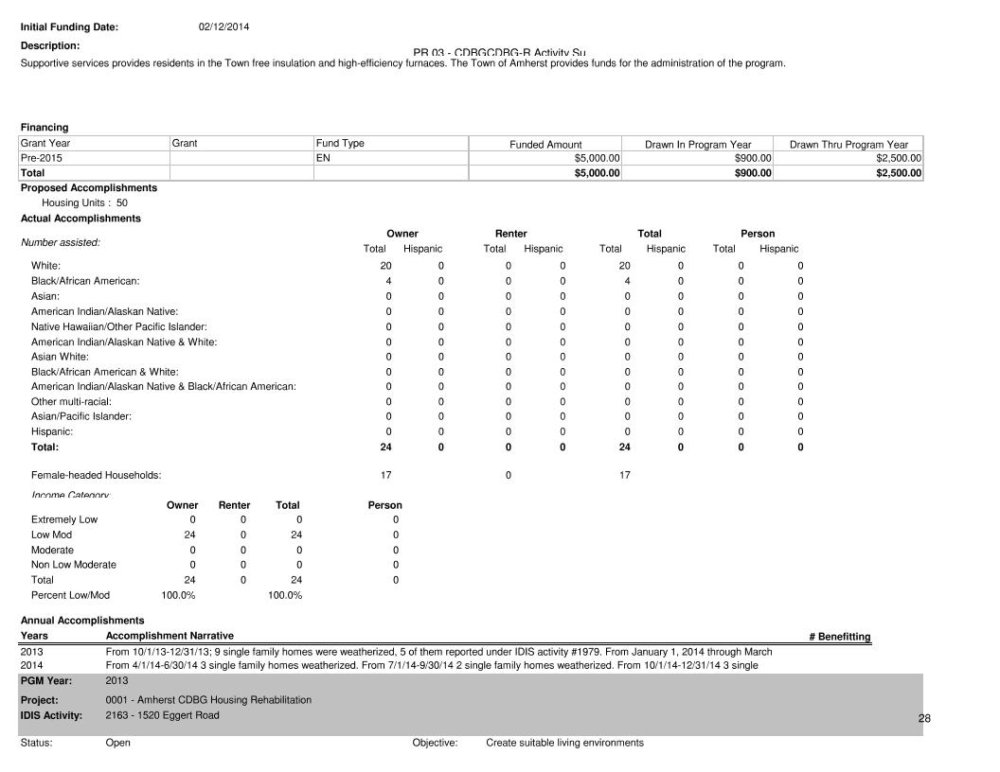 Initial Funding Date: 02/12/2014
Description:
PR 03 - CDBGCDBG-R Activity Su
Supportive services provides residents in the Town free insulation and high-efficiency furnaces. The Town of Amherst provides funds for the administration of the program.
Financing
Grant Year Grant Fund Type Funded Amount Drawn In Program Year Drawn Thru Program Year
Pre-2015 EN $5,000.00 $900.00 $2,500.00
Total $5,000.00 $900.00 $2,500.00
Proposed Accomplishments
Housing Units : 50
Actual Accomplishments
Owner Renter Total Person
Number assisted:
Total Hispanic Total Hispanic Total Hispanic Total Hispanic
White: 20 0 0 0 20 0 0 0
Black/African American: 4 0 0 0 4 0 0 0
Asian: 0 0 0 0 0 0 0 0
American Indian/Alaskan Native: 0 0 0 0 0 0 0 0
Native Hawaiian/Other Pacific Islander: 0 0 0 0 0 0 0 0
American Indian/Alaskan Native & White: 0 0 0 0 0 0 0 0
Asian White: 0 0 0 0 0 0 0 0
Black/African American & White: 0 0 0 0 0 0 0 0
American Indian/Alaskan Native & Black/African American: 0 0 0 0 0 0 0 0
Other multi-racial: 0 0 0 0 0 0 0 0
Asian/Pacific Islander: 0 0 0 0 0 0 0 0
Hispanic: 0 0 0 0 0 0 0 0
Total: 24 0 0 0 24 0 0 0
Female-headed Households: 17 0 17
Income Category:
Owner Renter Total Person
Extremely Low 0 0 0 0
Low Mod 24 0 24 0
Moderate 0 0 0 0
Non Low Moderate 0 0 0 0
Total 24 0 24 0
Percent Low/Mod 100.0% 100.0%
Annual Accomplishments
Years Accomplishment Narrative # Benefitting
2013 From 10/1/13-12/31/13; 9 single family homes were weatherized, 5 of them reported under IDIS activity #1979. From January 1, 2014 through March
2014 From 4/1/14-6/30/14 3 single family homes weatherized. From 7/1/14-9/30/14 2 single family homes weatherized. From 10/1/14-12/31/14 3 single
PGM Year: 2013
Project: 0001 - Amherst CDBG Housing Rehabilitation
IDIS Activity: 2163 - 1520 Eggert Road
28
Status: Open Objective: Create suitable living environments